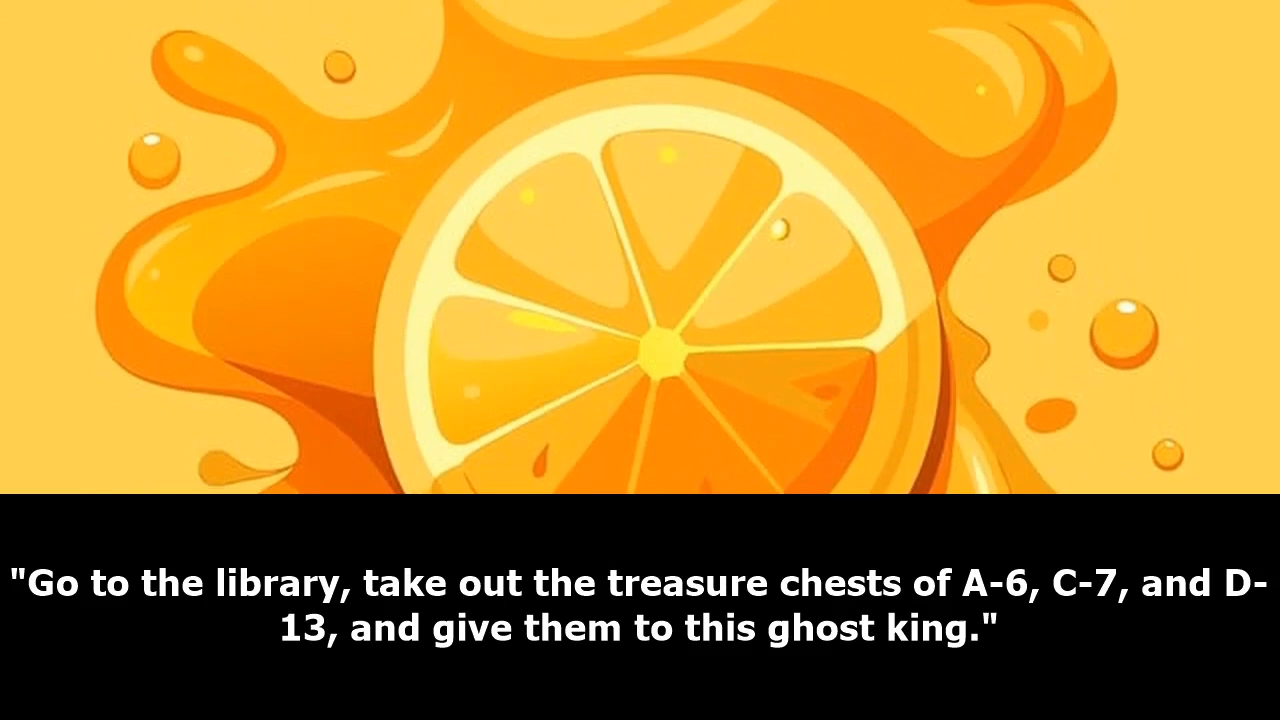 "Go to the library, take out the treasure chests of A-6, C-7, and D-
13, and give them to this ghost king."